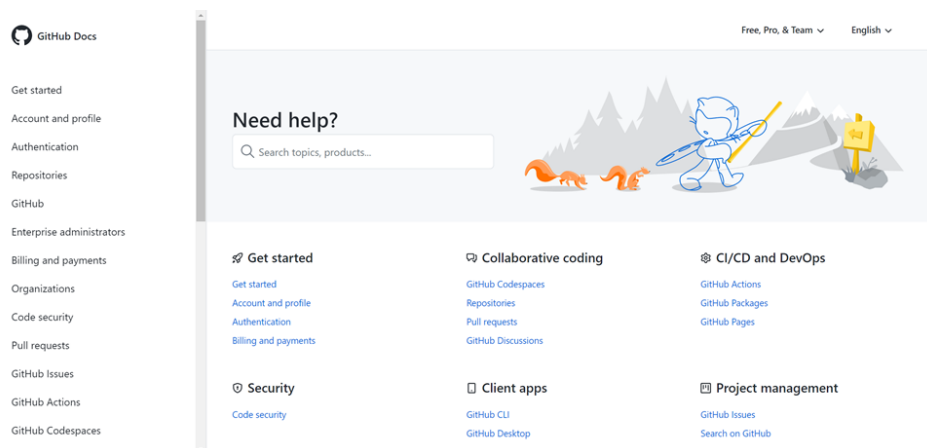 GitHub Docs
Get started
Account and profile
Authentication
Repositories
GitHub
Enterprise administrators
Billing and payments
Organizations
Code security
Pull requests
GitHub Issues
GitHub Actions
GitHub Codespaces
Free, Pro, & Team
English
Need help?
Search topics, products...
Get started
Get started
Account and profile
Authentication
Billing and payments
Collaborative coding
GitHub Codespaces
Repositories
Pull requests
GitHub Discussions
CI/CD and DevOps
GitHub Actions
GitHub Packages
GitHub Pages
Security
Code security
Client apps
GitHub CLI
GitHub Desktop
Project management
GitHub Issues
Search on GitHub